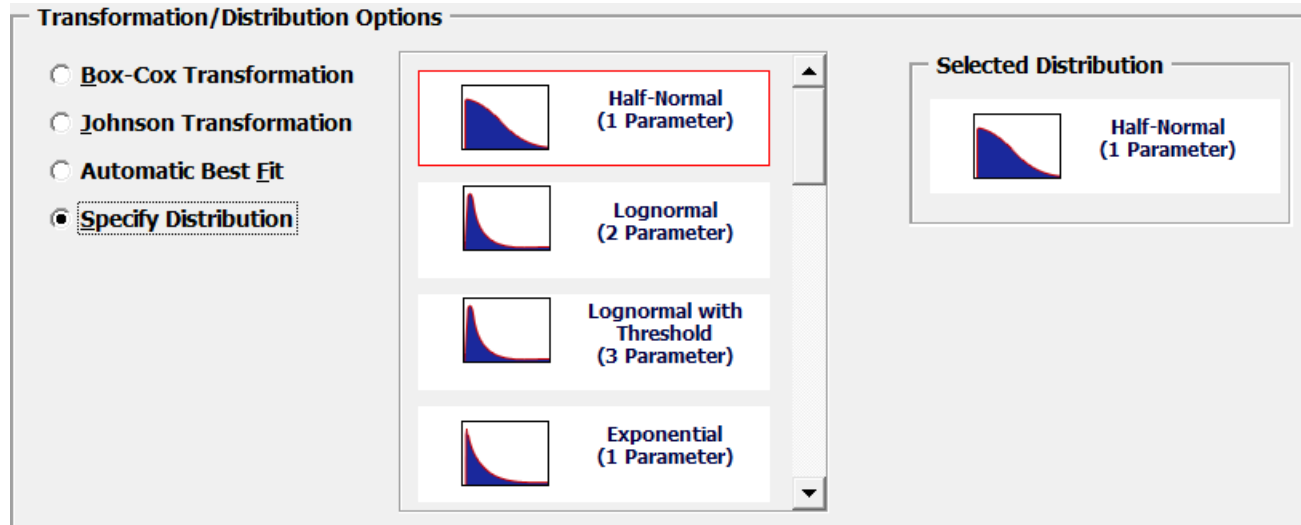 Transformation/Distribution Options
Box-Cox Transformation
Johnson Transformation
Automatic Best Fit
Specify Distribution
Half-Normal
(1 Parameter)
Lognormal
(2 Parameter)
Lognormal with
Threshold
(3 Parameter)
Exponential
(1 Parameter)
Selected Distribution
Half-Normal
(1 Parameter)